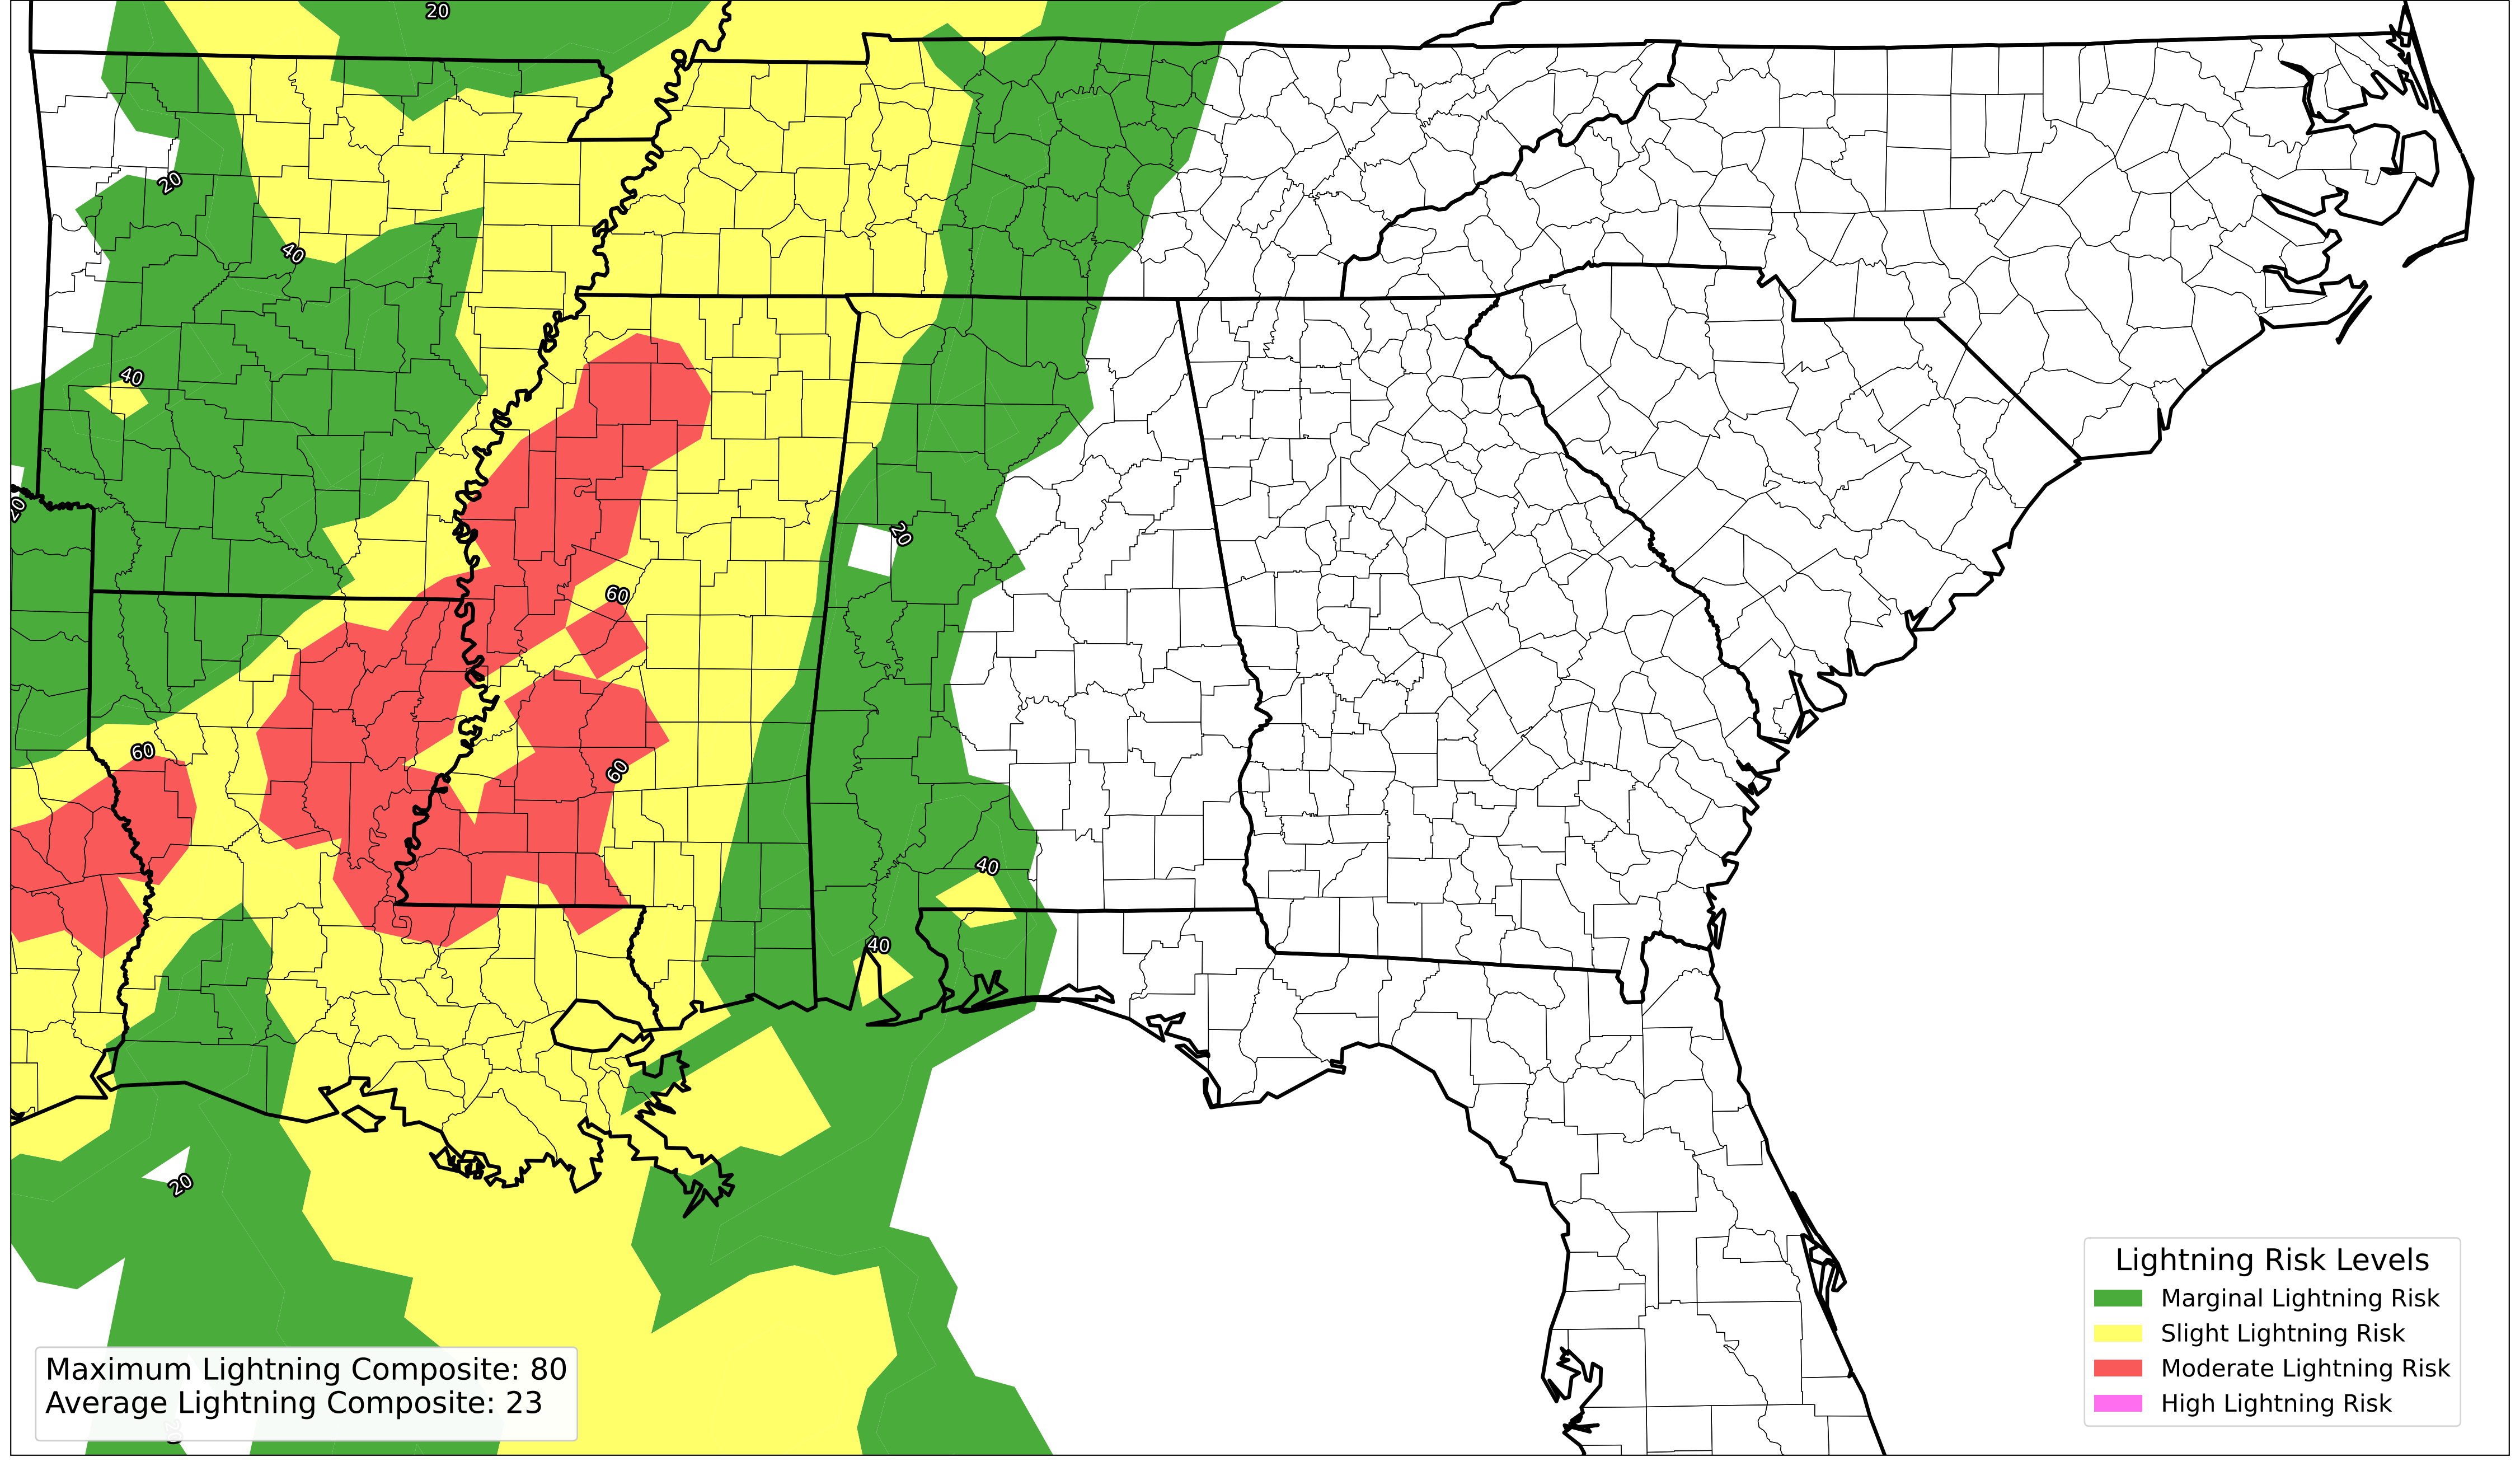 20
20
40
40
20
20
60
60
60
40
40
20
Maximum Lightning Composite: 80
Average Lightning Composite: 23
Lightning Risk Levels
Marginal Lightning Risk
Slight Lightning Risk
Moderate Lightning Risk
High Lightning Risk